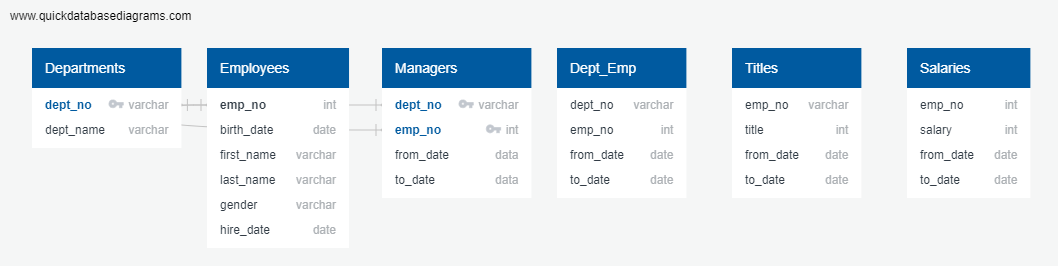 www.quickdatabasediagrams.com
Departments
dept_no varchar
dept_name varchar
Employees
emp_no int
birth_date date
first_name varchar
last_name varchar
gender varchar
hire_date date
Managers
dept_no varchar
emp_no int
from_date data
to_date data
Dept_Emp
dept_no varchar
emp_no int
from_date date
to_date date
Titles
emp_no varchar
title int
from_date date
to_date date
Salaries
emp_no int
salary int
from_date date
to_date date